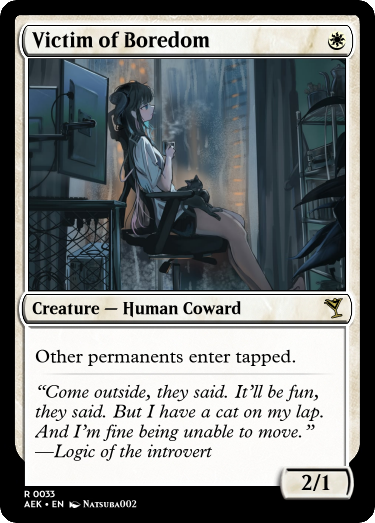 Victim of Boredom
Creature — Human Coward
Other permanents enter tapped.
“Come outside, they said. It’ll be fun,
they said. But I have a cat on my lap.
And I’m fine being unable to move.”
—Logic of the introvert
2/1
R 0033
AEK • EN Natsuba002